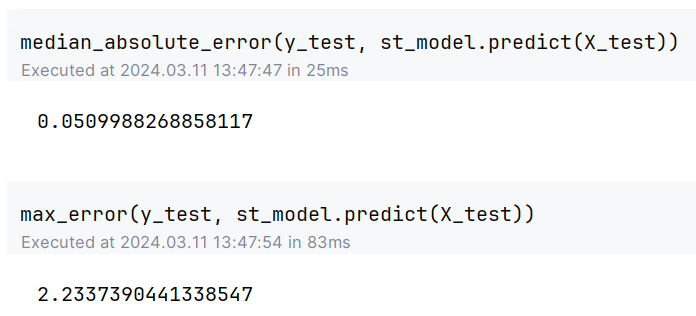 median_absolute_error(y_test, st_model.predict(X_test))
Executed at 2024.03.11 13:47:47 in 25ms
0.0509988268858117
max_error(y_test, st_model.predict(X_test))
Executed at 2024.03.11 13:47:54 in 83ms
2.2337390441338547